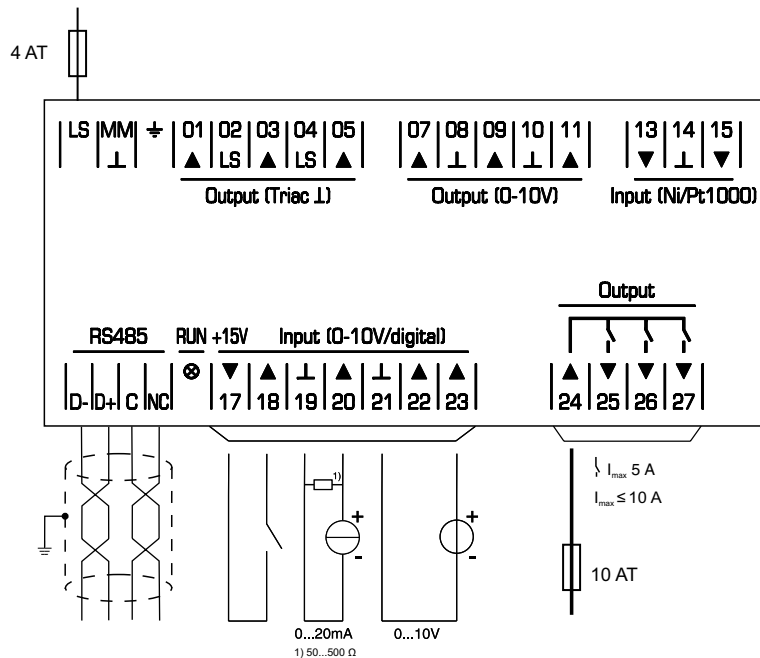 4 AT
LS MM ⏚ 01 02 03 04 05 07 08 09 10 11 13 14 15
⊥ ▲ LS ▲ LS ▲ ▲ ⊥ ▲ ⊥ ▲ ▼ ⊥ ▼
Output (Triac ⊥) Output (0-10V) Input (Ni/Pt1000)
Output
RS485 RUN +15V Input (0-10V/digital)
⊗ ▼ ▲ ⊥ ▲ ⊥ ▲ ▲ ▲ ▼ ▼ ▼
D- D+ C NC 17 18 19 20 21 22 23 24 25 26 27
Imax 5 A
Imax ≤ 10 A
1)
+ +
- -
10 AT
0...20mA 0...10V
1) 50...500 Ω